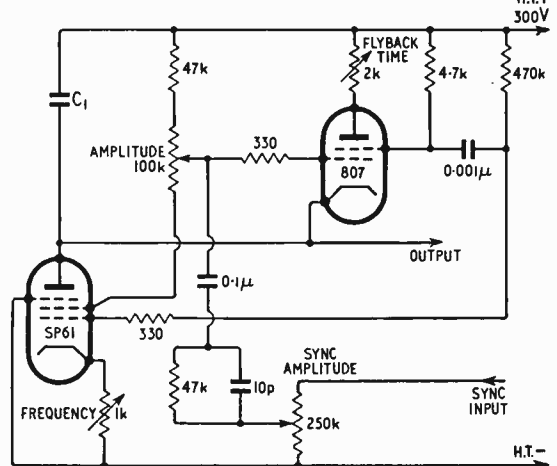 300V
FLYBACK
TIME
2k
47k
4·7k
470k
C1
AMPLITUDE
100k
330
807
0·001μ
OUTPUT
0·1μ
SP61
330
SYNC
AMPLITUDE
47k
10p
SYNC
INPUT
FREQUENCY
1k
250k
H.T.−